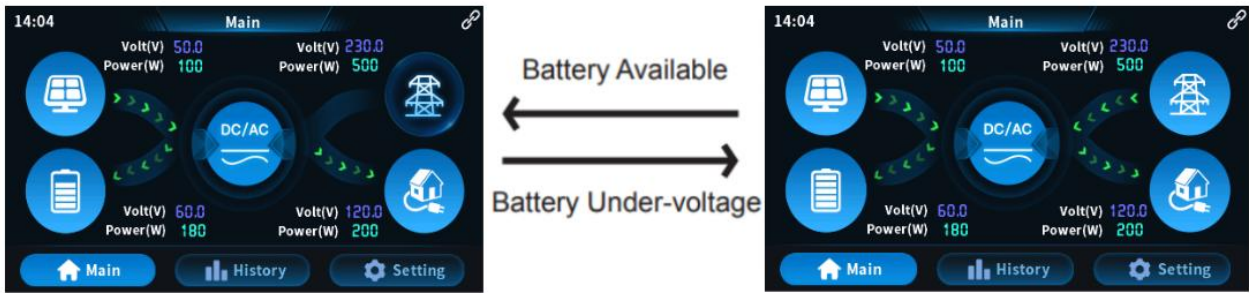 14:04 Main
Volt(V) 50.0 Volt(V) 230.0
Power(W) 100 Power(W) 500
DC/AC
Volt(V) 60.0 Volt(V) 120.0
Power(W) 180 Power(W) 200
Main History Setting
Battery Available
Battery Under-voltage
14:04 Main
Volt(V) 50.0 Volt(V) 230.0
Power(W) 100 Power(W) 500
DC/AC
Volt(V) 60.0 Volt(V) 120.0
Power(W) 180 Power(W) 200
Main History Setting